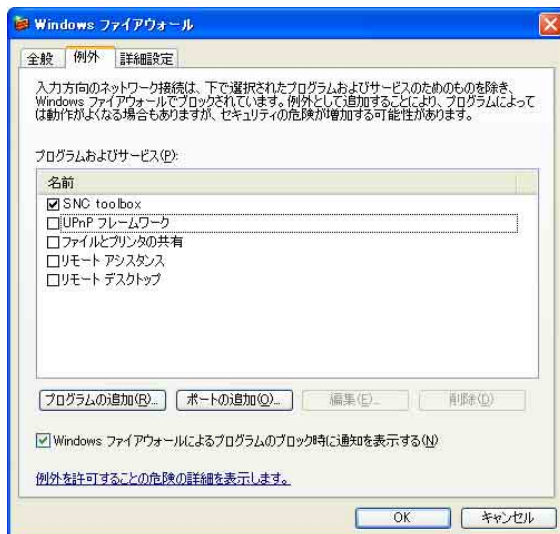 Windows ファイアウォール
全般 例外 詳細設定
入力方向のネットワーク接続は、下で選択されたプログラムおよびサービスのためのものを除き、
Windows ファイアウォールでブロックされています。例外として追加することにより、プログラムによって
は動作がよくなる場合もありますが、セキュリティの危険が増加する可能性があります。
プログラムおよびサービス(P):
名前
SNC toolbox
UPnP フレームワーク
ファイルとプリンタの共有
リモート アシスタンス
リモート デスクトップ
プログラムの追加(R)... ポートの追加(O)... 編集(E)... 削除(D)
Windows ファイアウォールによるプログラムのブロック時に通知を表示する(N)
例外を許可することの危険の詳細を表示します。
OK キャンセル